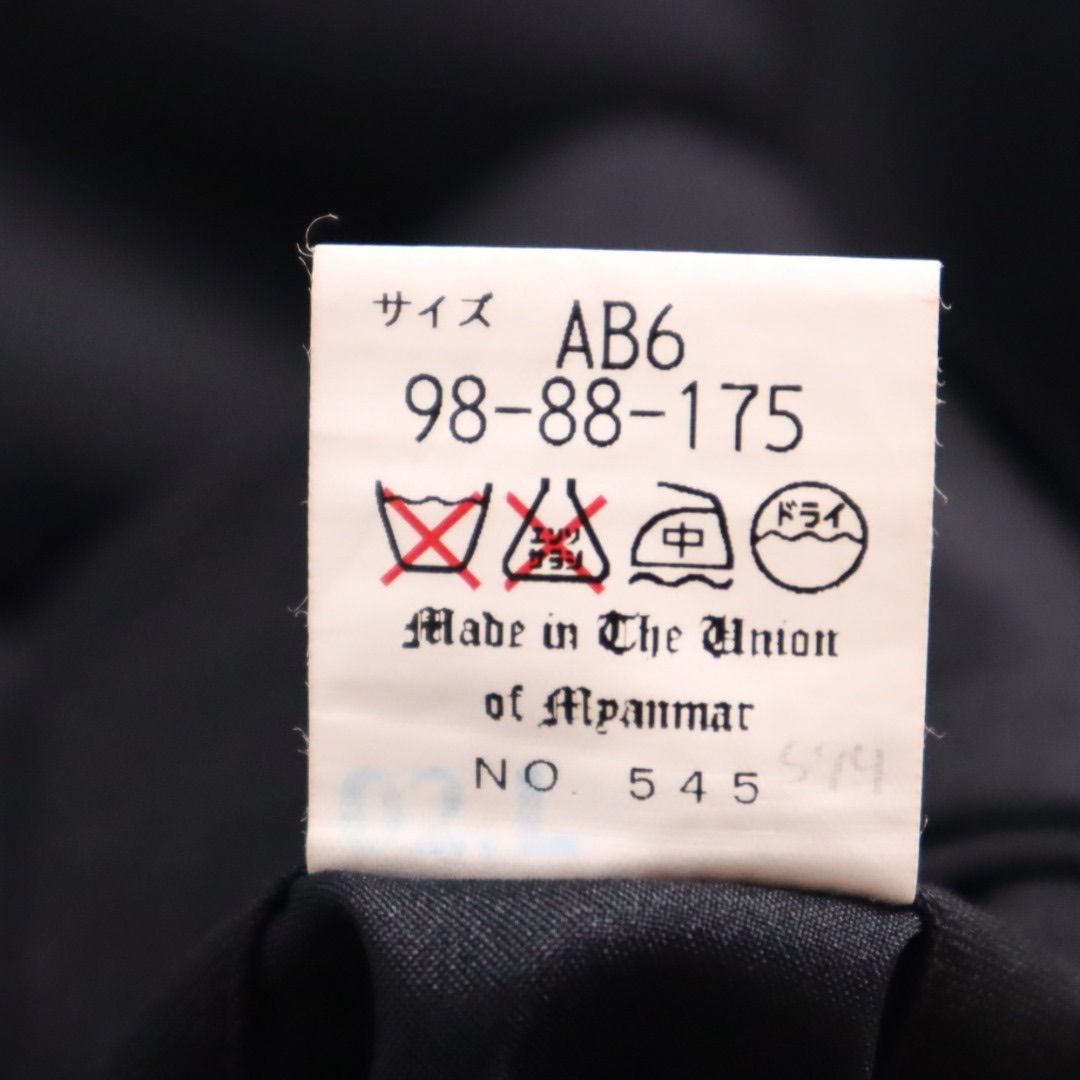 サイズ AB6
98-88-175
エンソ
サラシ
中
ドライ
Made in The Union
of Myanmar
NO. 545